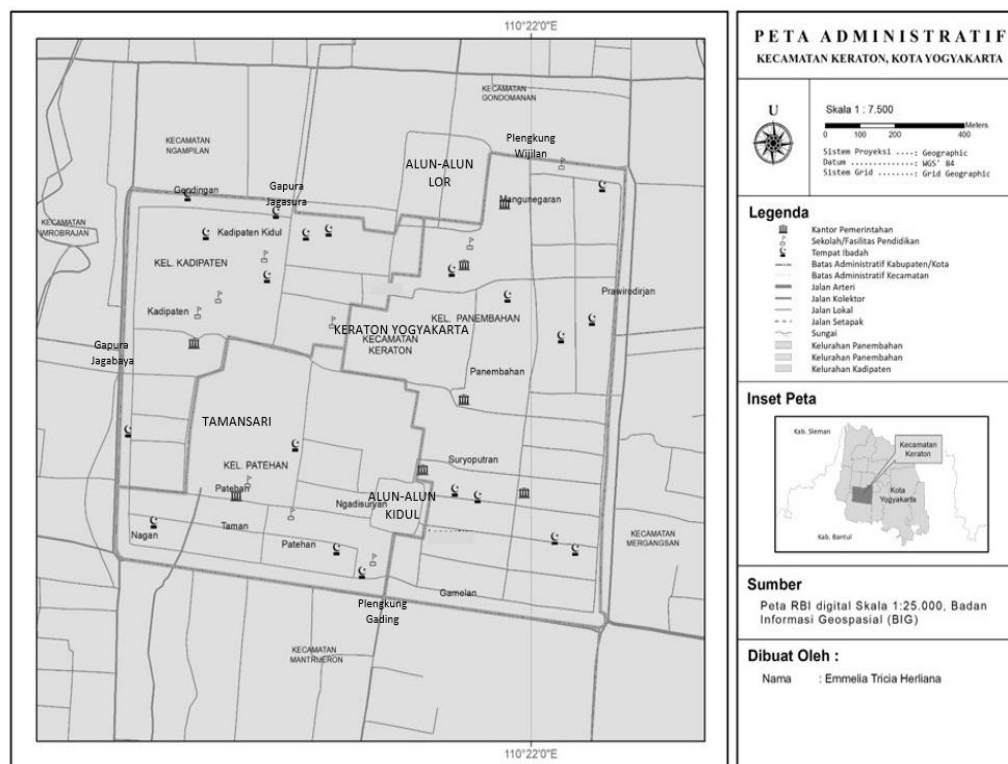 110°22'0"E
KECAMATAN
GONDOMANAN
KECAMATAN
NGAMPILAN
Plengkung
Wijilan
ALUN-ALUN
LOR
Gendingan
Gapura
Jagasura
Mangunegaran
KECAMATAN
WIROBRAJAN
Kadipaten Kidul
KEL. KADIPATEN
Prawirodirjan
Kadipaten
KEL. PANEMBAHAN
KERATON YOGYAKARTA
KECAMATAN
KERATON
Gapura
Jagabaya
Panembahan
TAMANSARI
Suryoputran
KEL. PATEHAN
Patehan
Ngadisuryan
ALUN-ALUN
KIDUL
Nagan
Taman
Patehan
KECAMATAN
MERGANGSAN
Gamelan
Plengkung
Gading
KECAMATAN
MANTRIJERON
110°22'0"E
PETA ADMINISTRATIF
KECAMATAN KERATON, KOTA YOGYAKARTA
U
Skala 1 : 7.500
Meters
0 100 200 400
Sistem Proyeksi ....: Geographic
Datum ..............: WGS' 84
Sistem Grid ........: Grid Geographic
Legenda
Kantor Pemerintahan
Sekolah/Fasilitas Pendidikan
Tempat Ibadah
Batas Administratif Kabupaten/Kota
Batas Administratif Kecamatan
Jalan Arteri
Jalan Kolektor
Jalan Lokal
Jalan Setapak
Sungai
Kelurahan Panembahan
Kelurahan Panembahan
Kelurahan Kadipaten
Inset Peta
Kab. Sleman
Kecamatan
Keraton
Kota
Yogyakarta
Kab. Bantul
Sumber
Peta RBI digital Skala 1:25.000, Badan
Informasi Geospasial (BIG)
Dibuat Oleh :
Nama : Emmelia Tricia Herliana